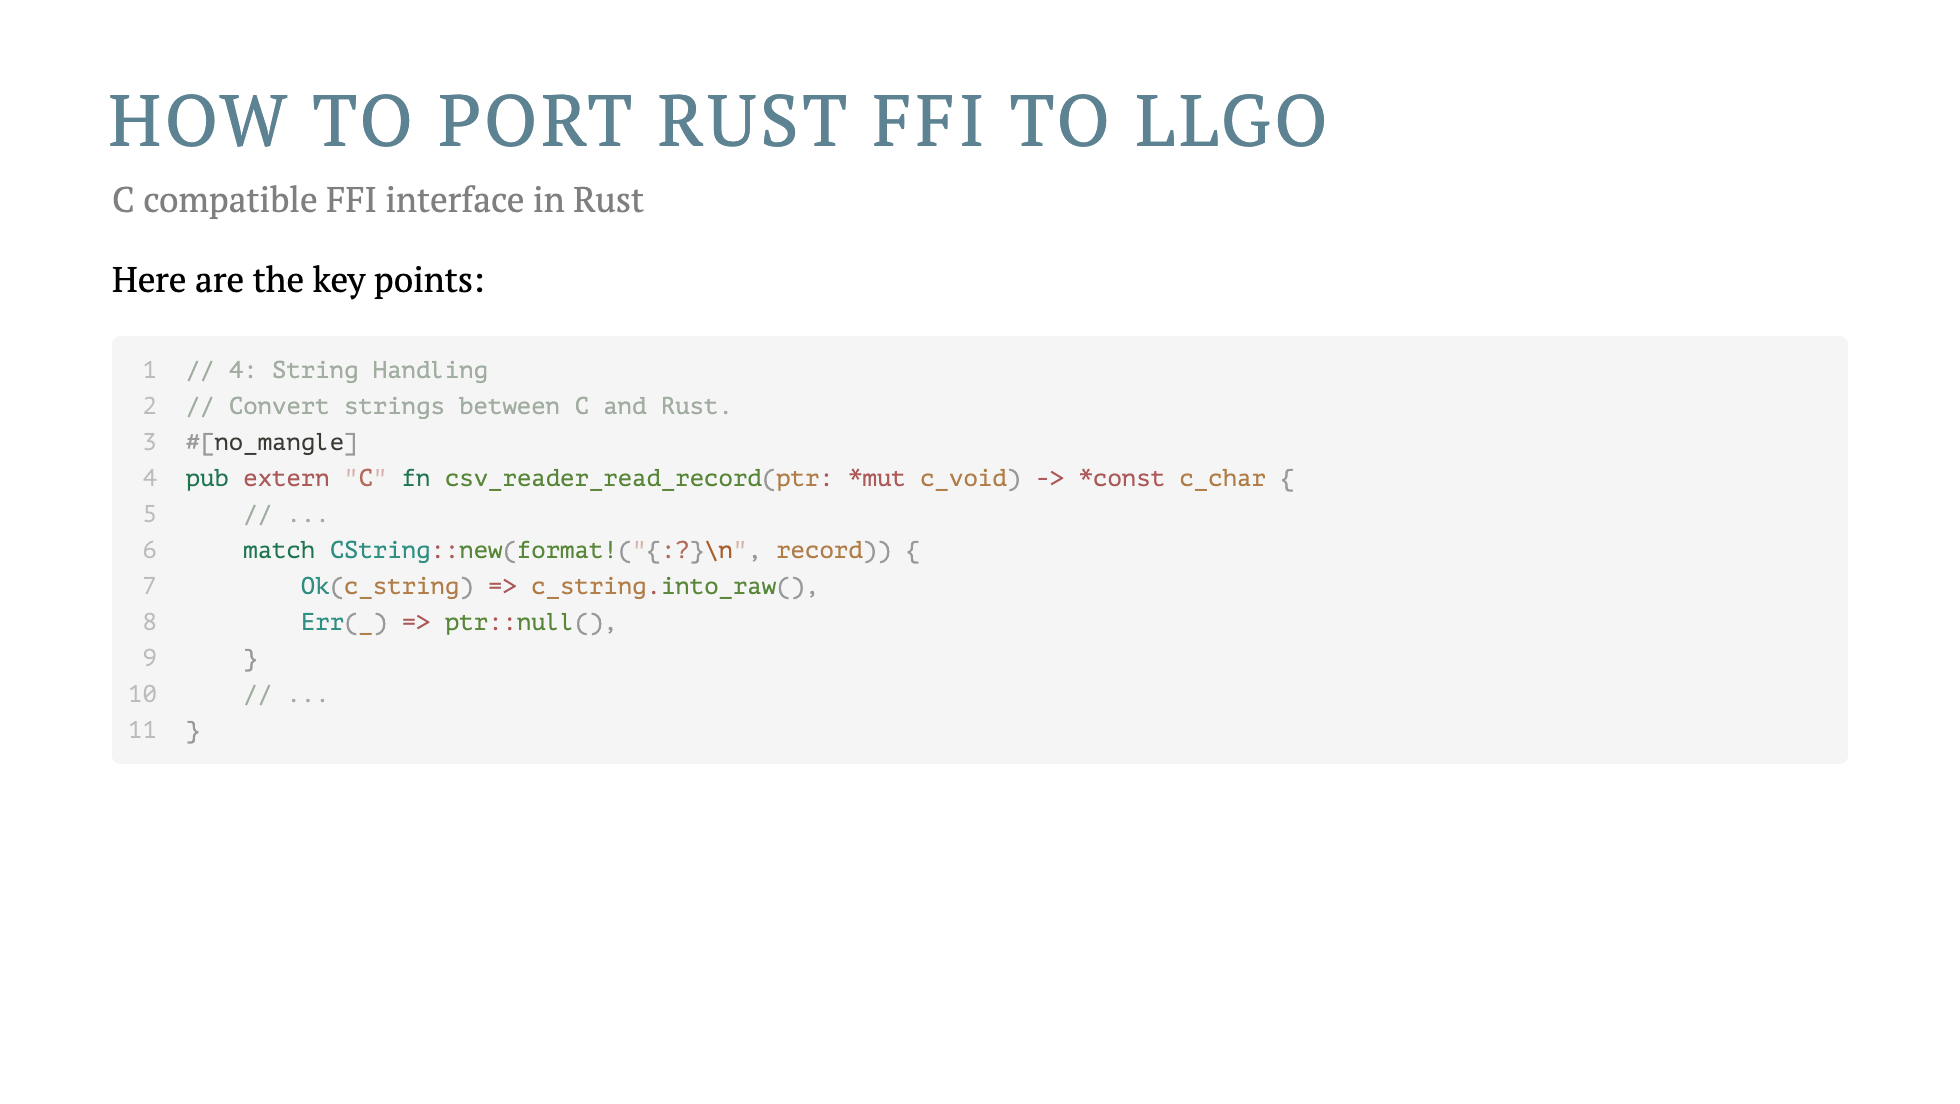 HOW TO PORT RUST FFI TO LLGO
C compatible FFI interface in Rust
Here are the key points:
1 // 4: String Handling
2 // Convert strings between C and Rust.
3 #[no_mangle]
4 pub extern "C" fn csv_reader_read_record(ptr: *mut c_void) -> *const c_char {
5     // ...
6     match CString::new(format!("{:?}\n", record)) {
7         Ok(c_string) => c_string.into_raw(),
8         Err(_) => ptr::null(),
9     }
10     // ...
11 }